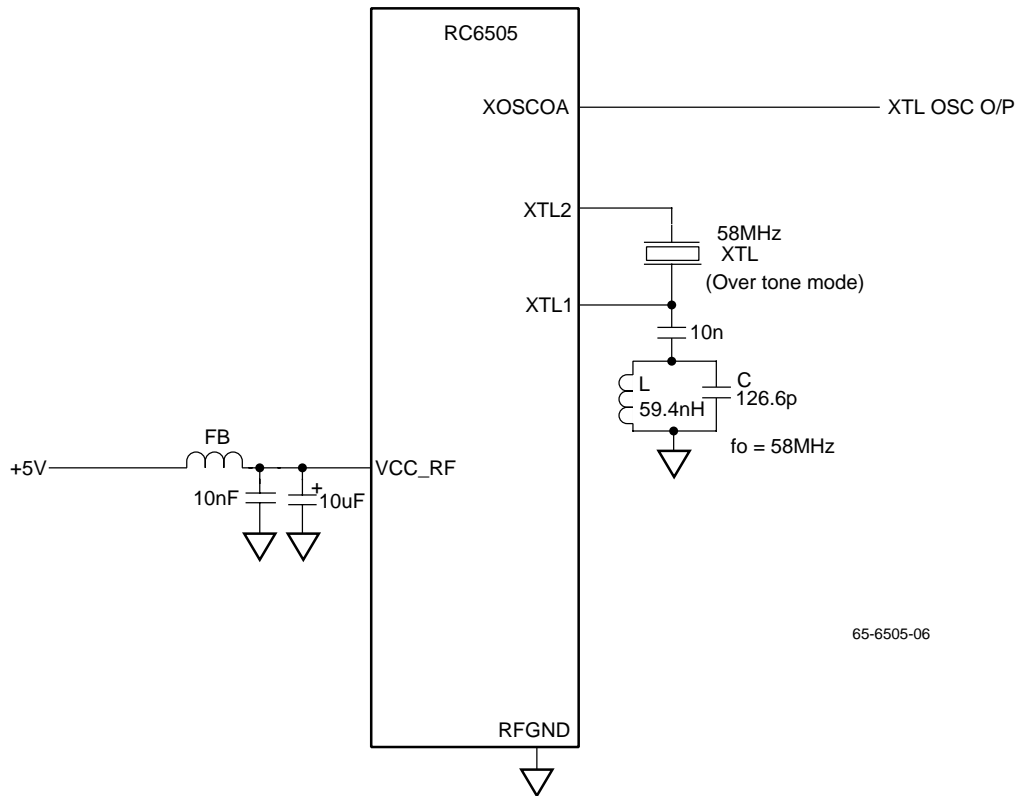 RC6505
XOSCOA
XTL OSC O/P
XTL2
58MHz
XTL
(Over tone mode)
XTL1
10n
L
59.4nH
C
126.6p
fo = 58MHz
FB
+5V
VCC_RF
10nF
+
10uF
65-6505-06
RFGND